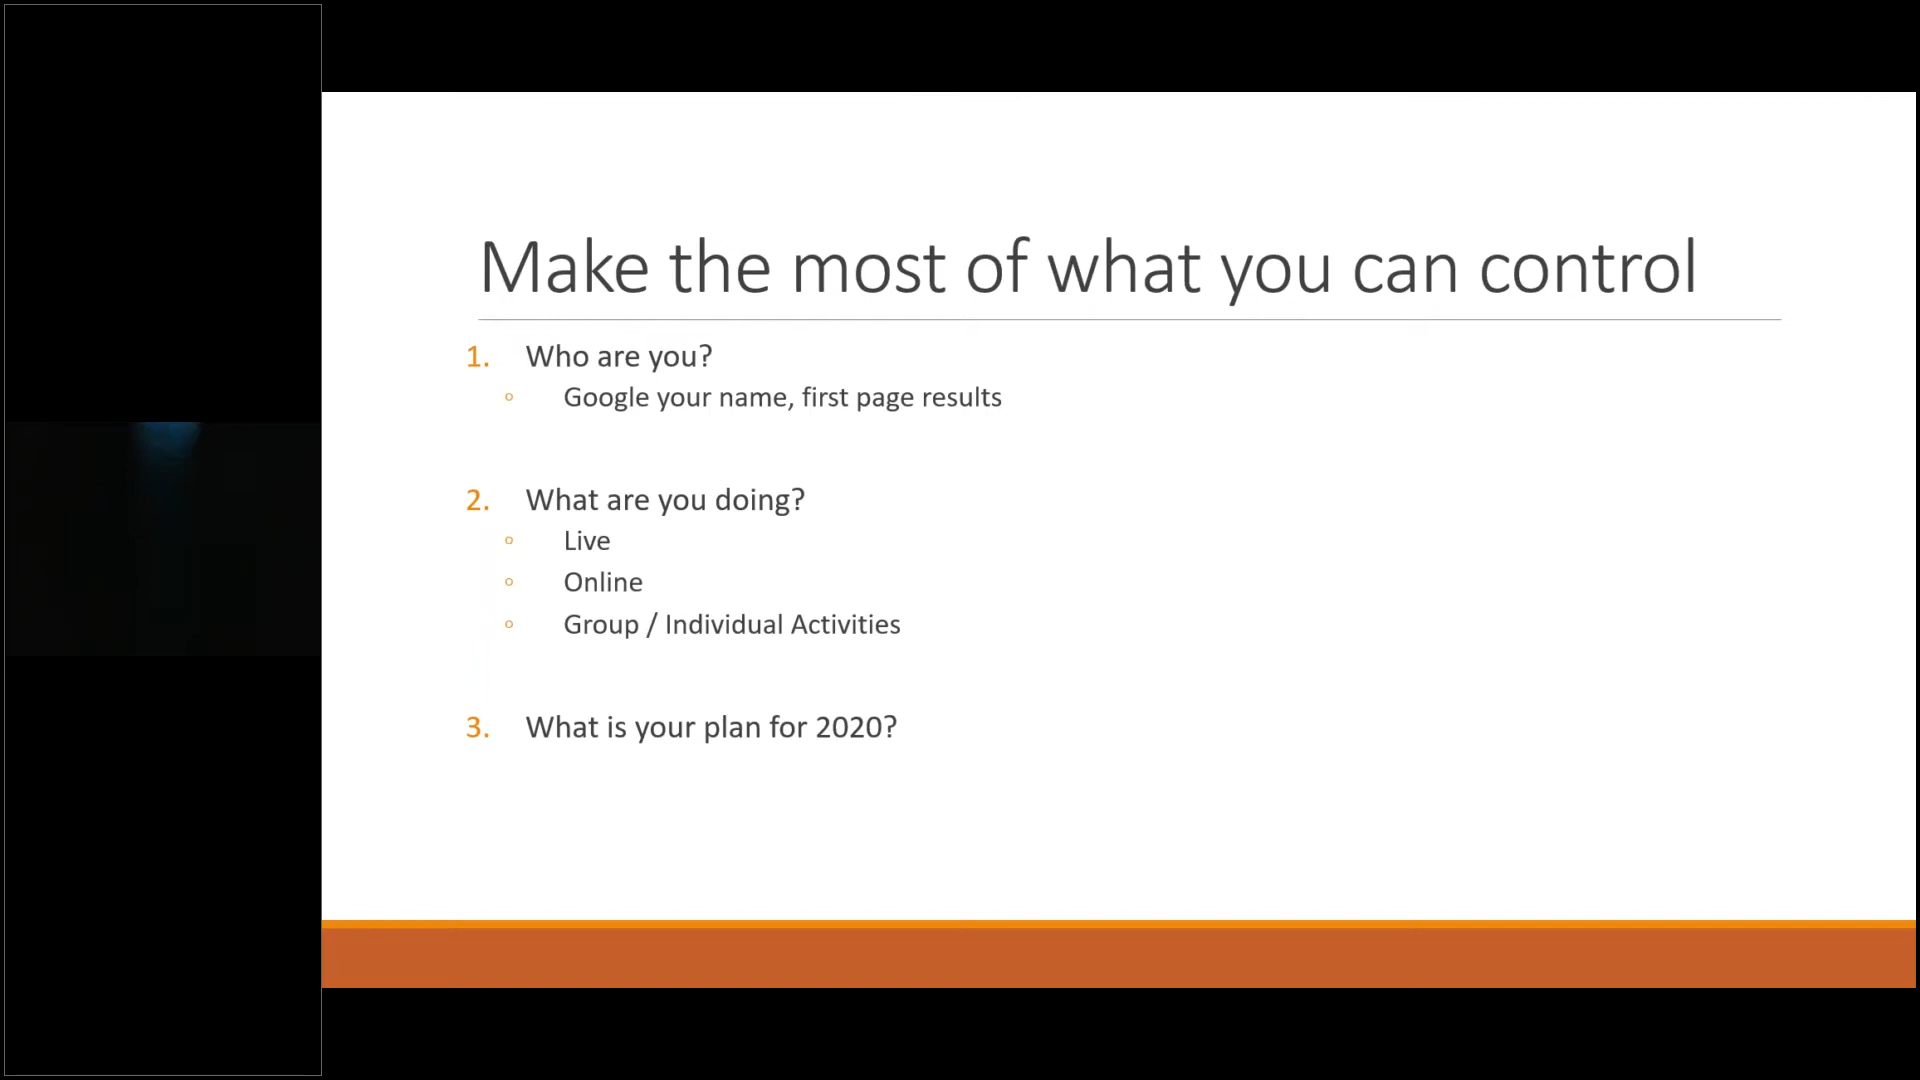 Make the most of what you can control
1. Who are you?
◦ Google your name, first page results
2. What are you doing?
◦ Live
◦ Online
◦ Group / Individual Activities
3. What is your plan for 2020?